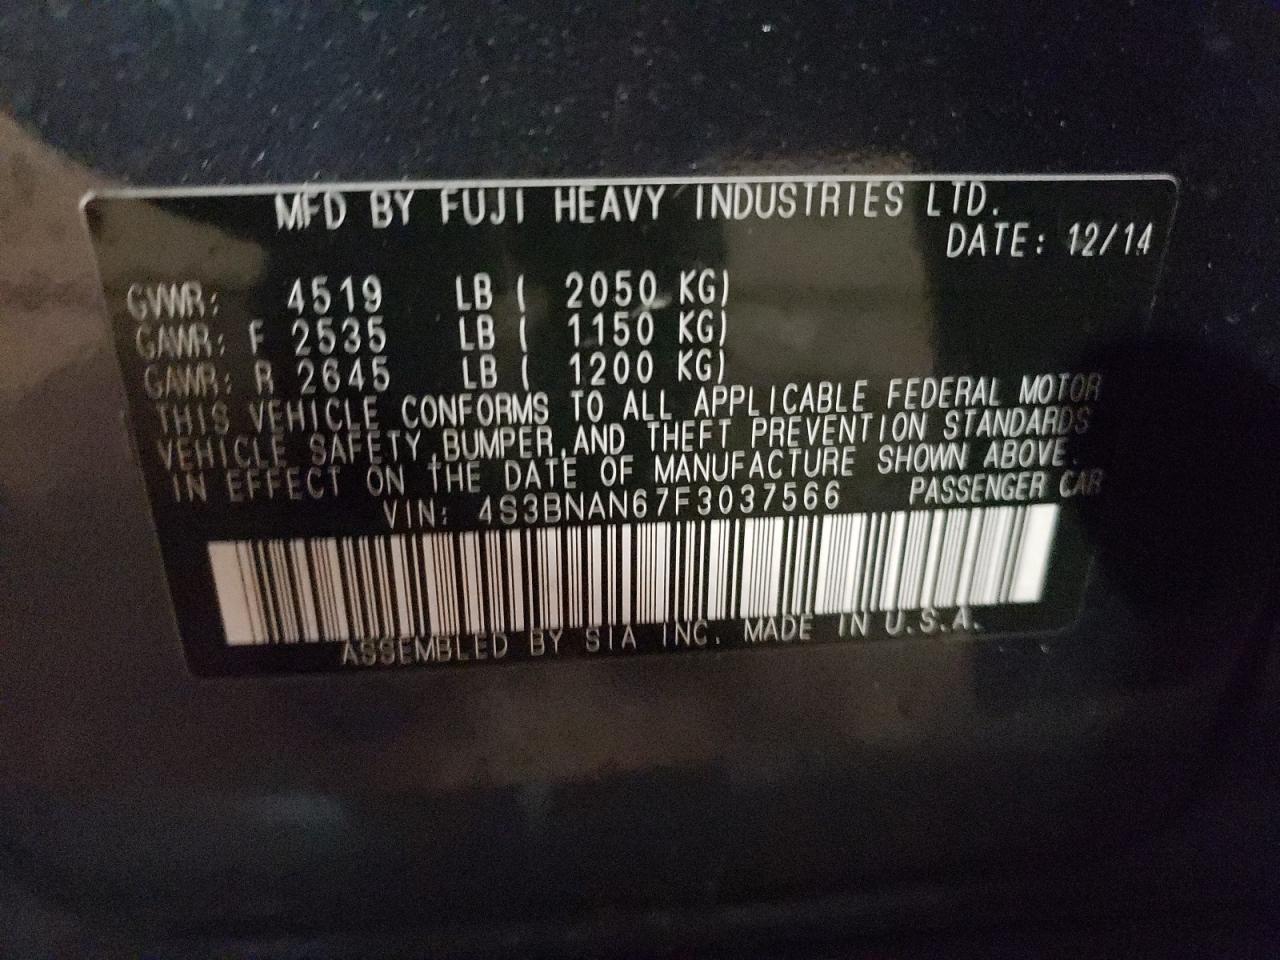 MFD BY FUJI HEAVY INDUSTRIES LTD.
DATE: 12/14
GVWR: 4519 LB ( 2050 KG)
GAWR: F 2535 LB ( 1150 KG)
GAWR: R 2645 LB ( 1200 KG)
THIS VEHICLE CONFORMS TO ALL APPLICABLE FEDERAL MOTOR
VEHICLE SAFETY,BUMPER,AND THEFT PREVENTION STANDARDS
IN EFFECT ON THE DATE OF MANUFACTURE SHOWN ABOVE.
VIN: 4S3BNAN67F3037566 PASSENGER CAR
ASSEMBLED BY SIA INC. MADE IN U.S.A.